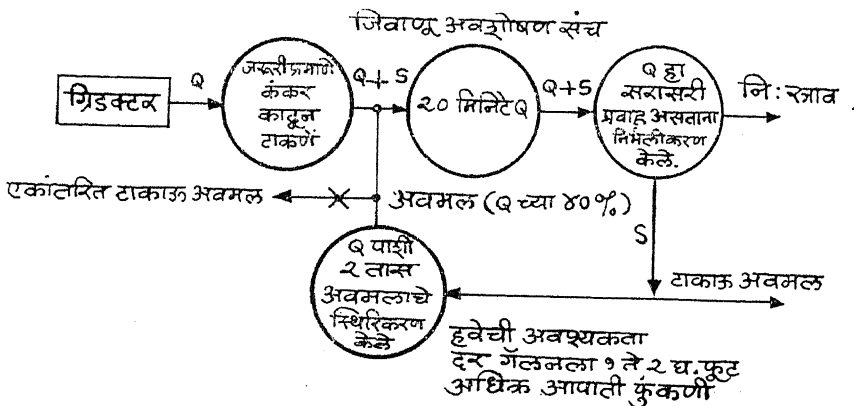 जिवाणू अवशोषण संच
ग्रिडक्टर
Q
जरूरीप्रमाणे
कंकर
काढून
टाकणें
Q+S
२० मिनिटे Q
Q+S
Q हा
सरासरी
प्रवाह असताना
निर्मलीकरण
केले.
नि:स्त्राव
एकांतरित टाकाऊ अवमल
अवमल (Q च्या ४०%)
S
Q पाशी
२ तास
अवमलाचे
स्थिरिकरण
केले
टाकाऊ अवमल
हवेची अवश्यकता
दर गॅलनला १ ते २ घ. फूट
अधिक आपाती फुंकणी